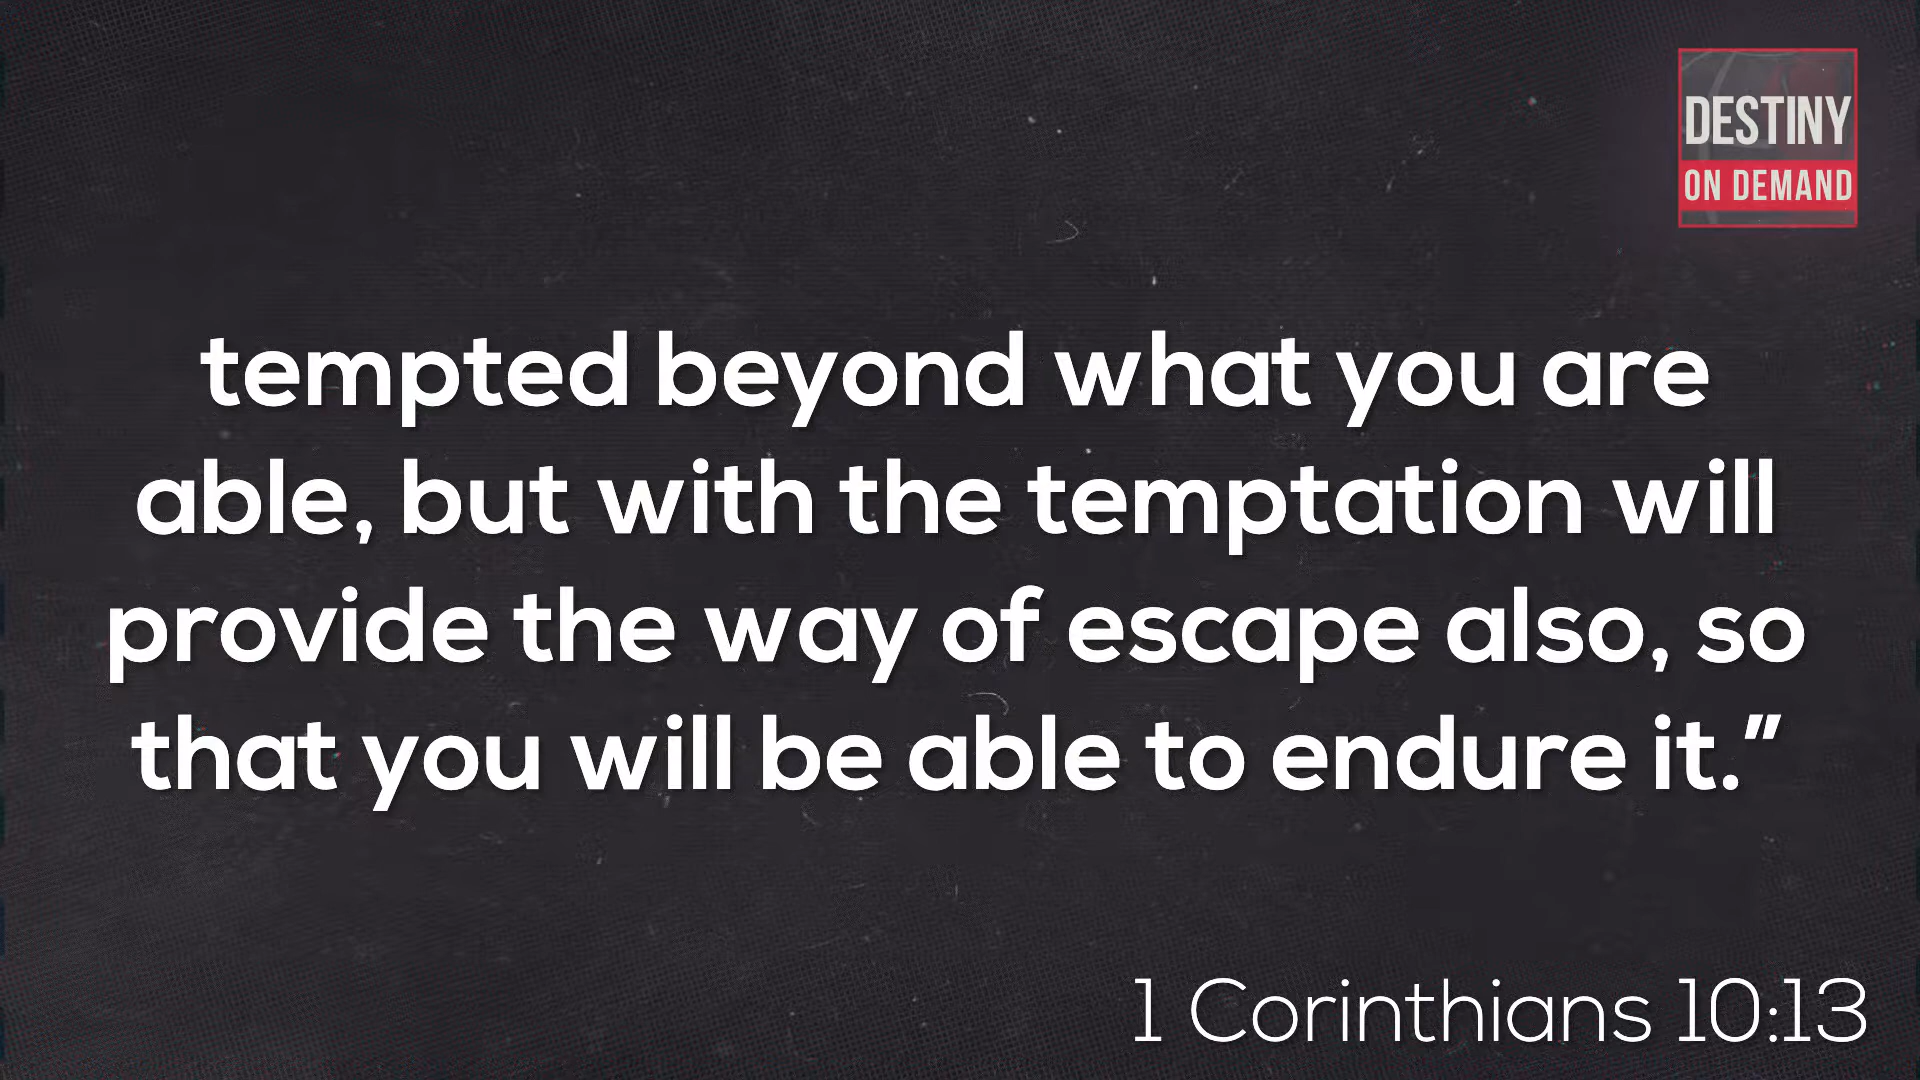 DESTINY
ON DEMAND
tempted beyond what you are
able, but with the temptation will
provide the way of escape also, so
that you will be able to endure it.”
1 Corinthians 10:13